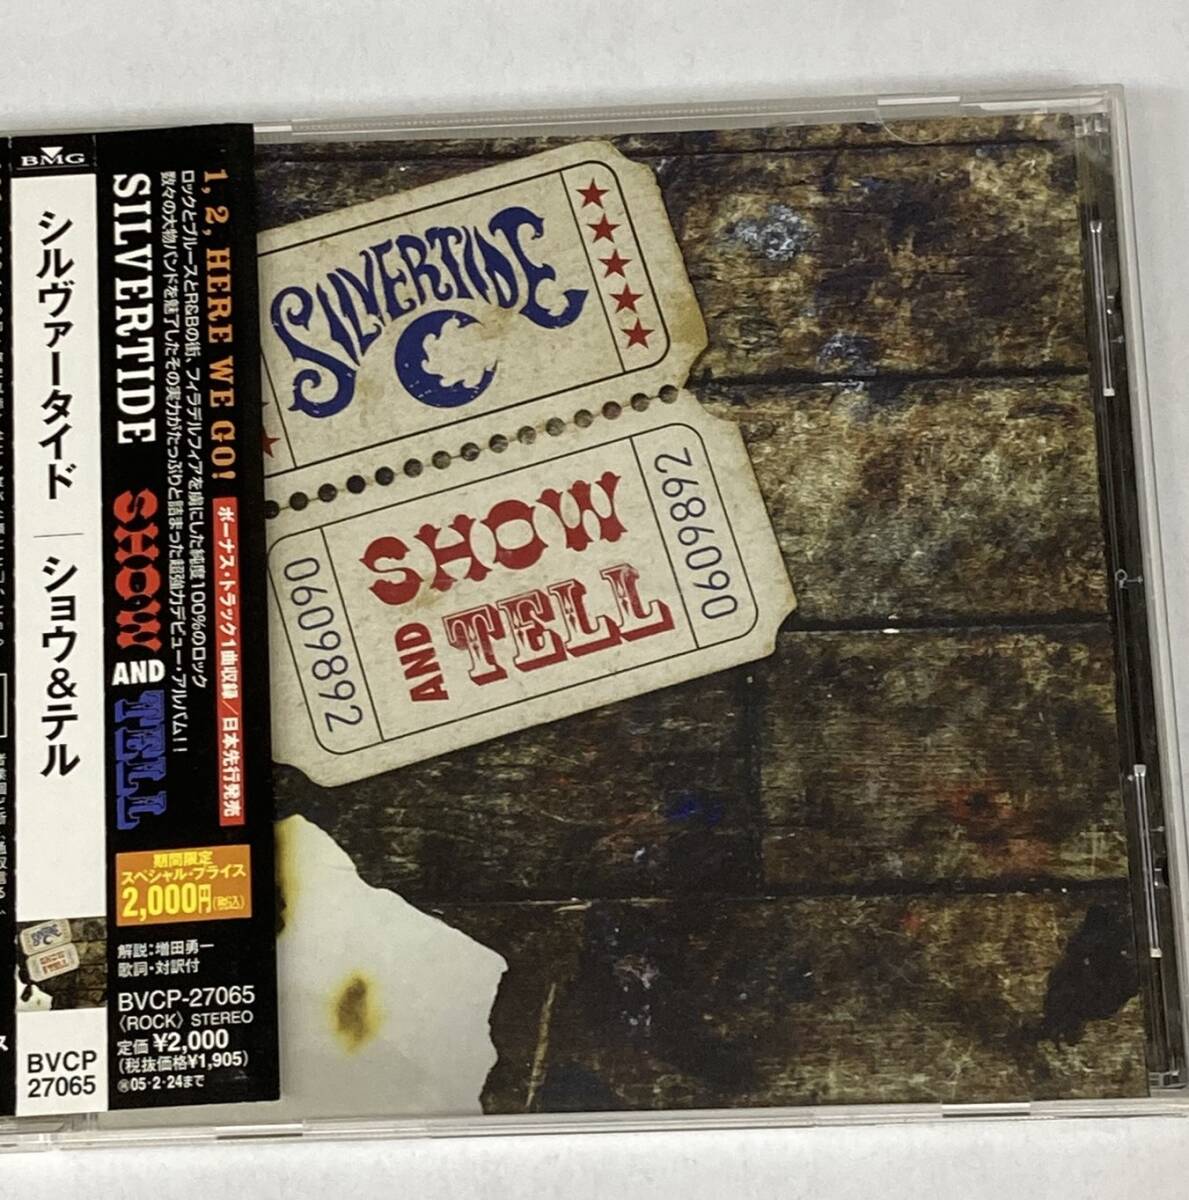 BMG
シルヴァータイド
ショウ&テル
BVCP
27065
1, 2, HERE WE GO!
ボーナス・トラック1曲収録/日本先行発売
ロックとブルースとR&Bの街、フィラデルフィアを虜にした純度100%のロック
数々の大物バンドを魅了したその実力がたっぷりと詰まった超強力デビュー・アルバム!!
SILVERTIDE SHOW AND TELL
期間限定
スペシャル・プライス
2,000円(税込)
解説:増田勇一
歌詞・対訳付
BVCP-27065
〈ROCK〉 STEREO
定価 ¥2,000
(税抜価格¥1,905)
05・2・24まで
SILVERTIDE
SHOW
AND TELL
0609892
0609892